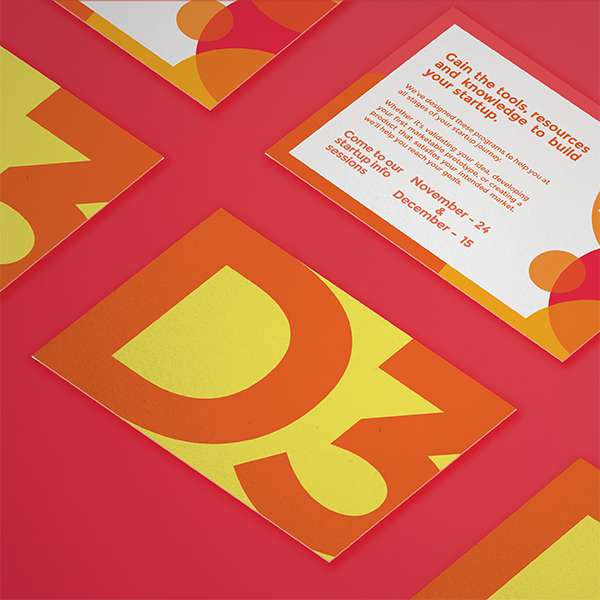 Gain the tools, resources
and knowledge to build
your startup.
We've designed these programs to help you at
all stages of your startup journey.
Whether it's validating your idea, developing
your first marketable prototype, or creating a
product that satisfies your intended market,
we'll help you reach your goals.
Come to our
startup info
sessions
November - 24
&
December - 15
3
D3